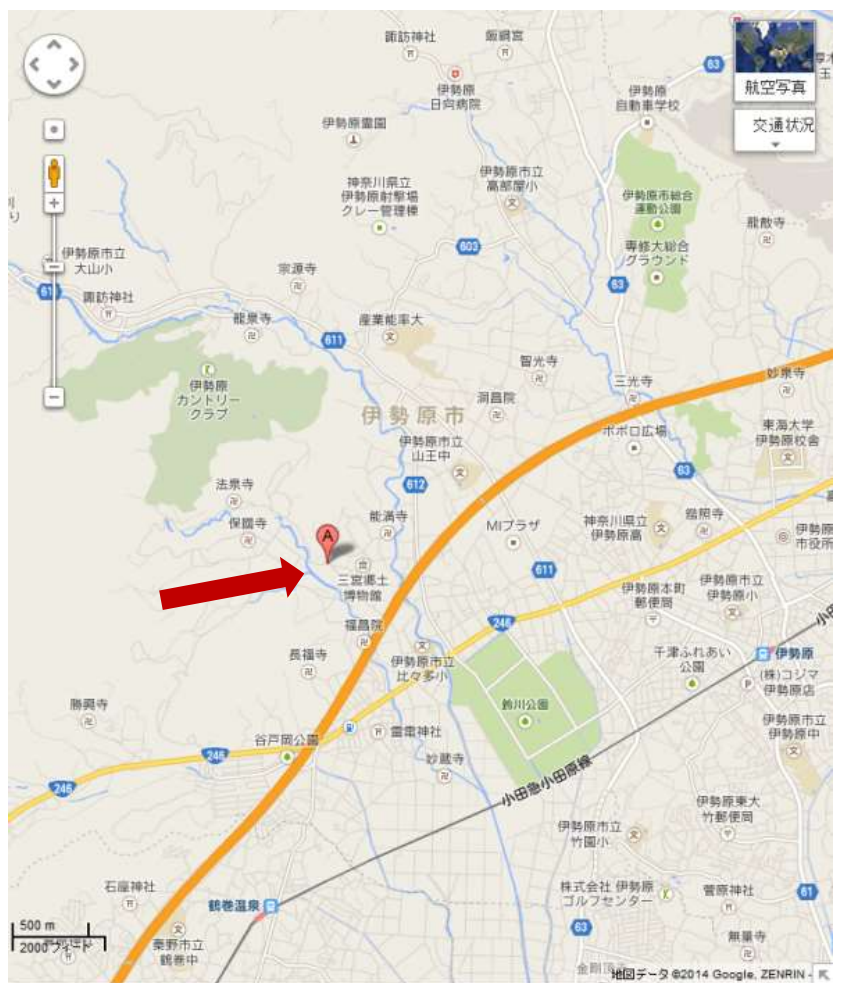 諏訪神社
飯綱宮
63
航空写真
交通状況
伊勢原
日向病院
伊勢原
自動車学校
伊勢原霊園
神奈川県立
伊勢原射撃場
クレー管理棟
伊勢原市立
高部屋小
伊勢原市総合
運動公園
龍散寺
603
専修大総合
グラウンド
伊勢原市立
大山小
宗源寺
63
諏訪神社
龍泉寺
611
産業能率大
智光寺
伊勢原
カントリー
クラブ
三光寺
妙泉寺
洞昌院
伊勢原市
ポポロ広場
東海大学
伊勢原校舎
伊勢原市立
山王中
63
法泉寺
612
保國寺
能満寺
MIプラザ
神奈川県立
伊勢原高
伊勢原
市役所
A
611
三宮郷土
博物館
伊勢原本町
郵便局
伊勢原市立
伊勢原小
福昌院
246
小田
長福寺
伊勢原市立
比々多小
千津ふれあい
公園
伊勢原
P
(株)コジマ
伊勢原店
勝興寺
鈴川公園
谷戸岡公園
雷電神社
伊勢原市立
伊勢原中
246
妙蔵寺
246
小田急小田原線
伊勢原東大
竹郵便局
伊勢原市立
竹園小
石座神社
鶴巻温泉
株式会社 伊勢原
ゴルフセンター
菅原神社
61
500 m
2000 フィート
秦野市立
鶴巻中
63
無量寺
金剛頂
地図データ ©2014 Google, ZENRIN -